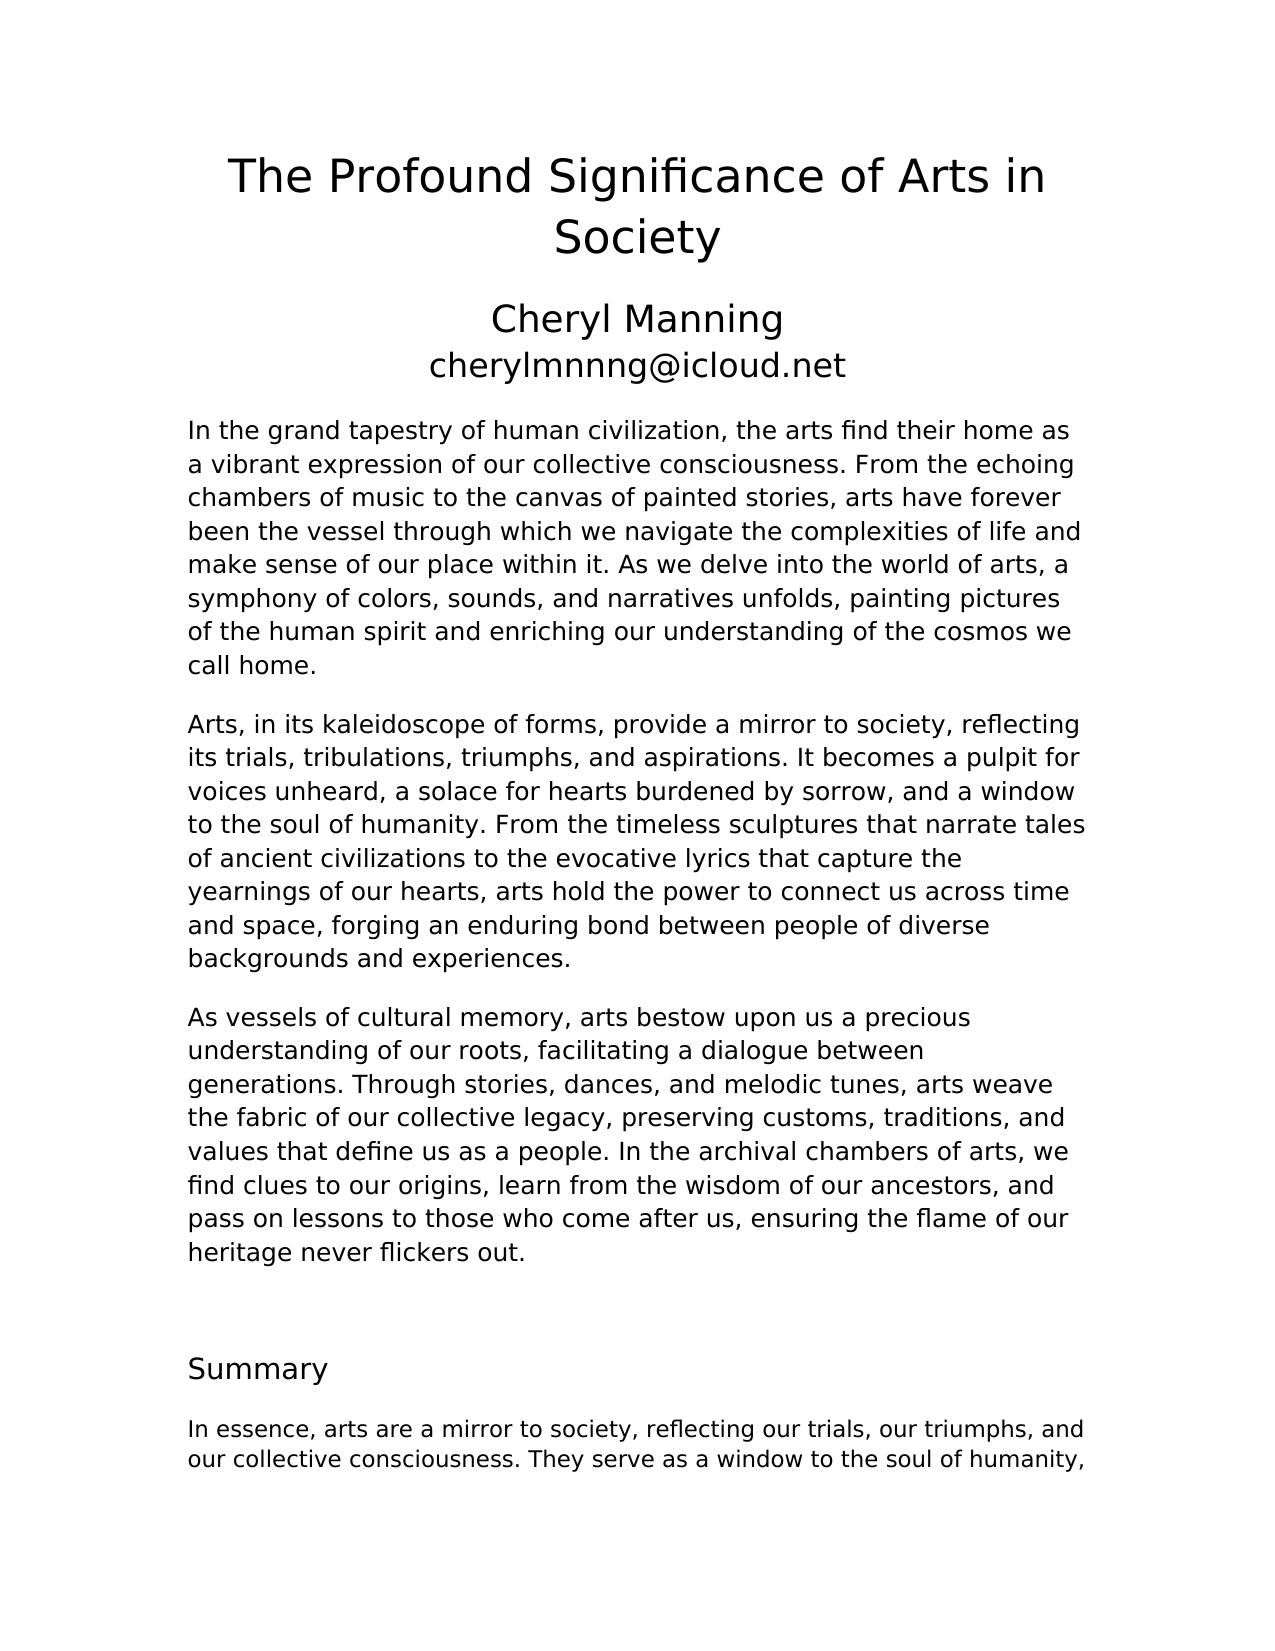 The Profound Significance of Arts in
Society
Cheryl Manning
cherylmnnng@icloud.net
In the grand tapestry of human civilization, the arts find their home as
a vibrant expression of our collective consciousness. From the echoing
chambers of music to the canvas of painted stories, arts have forever
been the vessel through which we navigate the complexities of life and
make sense of our place within it. As we delve into the world of arts, a
symphony of colors, sounds, and narratives unfolds, painting pictures
of the human spirit and enriching our understanding of the cosmos we
call home.
Arts, in its kaleidoscope of forms, provide a mirror to society, reflecting
its trials, tribulations, triumphs, and aspirations. It becomes a pulpit for
voices unheard, a solace for hearts burdened by sorrow, and a window
to the soul of humanity. From the timeless sculptures that narrate tales
of ancient civilizations to the evocative lyrics that capture the
yearnings of our hearts, arts hold the power to connect us across time
and space, forging an enduring bond between people of diverse
backgrounds and experiences.
As vessels of cultural memory, arts bestow upon us a precious
understanding of our roots, facilitating a dialogue between
generations. Through stories, dances, and melodic tunes, arts weave
the fabric of our collective legacy, preserving customs, traditions, and
values that define us as a people. In the archival chambers of arts, we
find clues to our origins, learn from the wisdom of our ancestors, and
pass on lessons to those who come after us, ensuring the flame of our
heritage never flickers out.
Summary
In essence, arts are a mirror to society, reflecting our trials, our triumphs, and
our collective consciousness. They serve as a window to the soul of humanity,